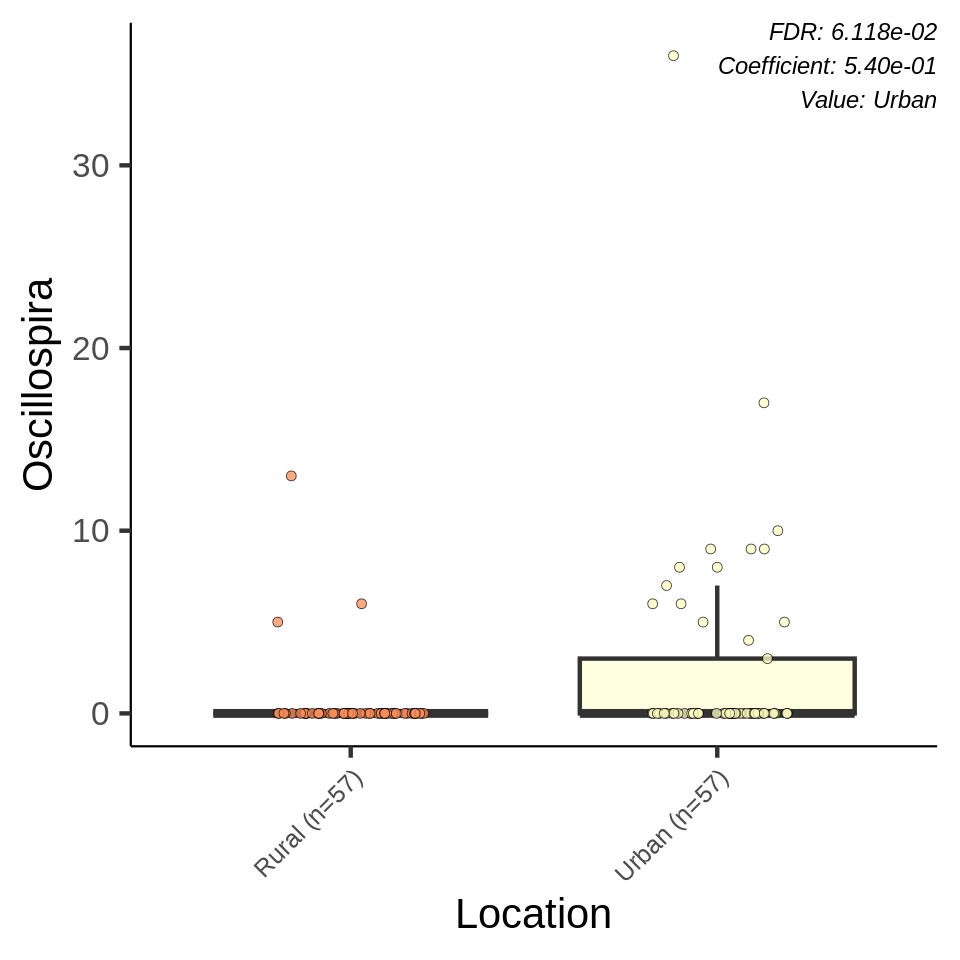 FDR: 6.118e-02
Coefficient: 5.40e-01
Value: Urban
30
20
10
0
Oscillospira
Rural (n=57)
Urban (n=57)
Location